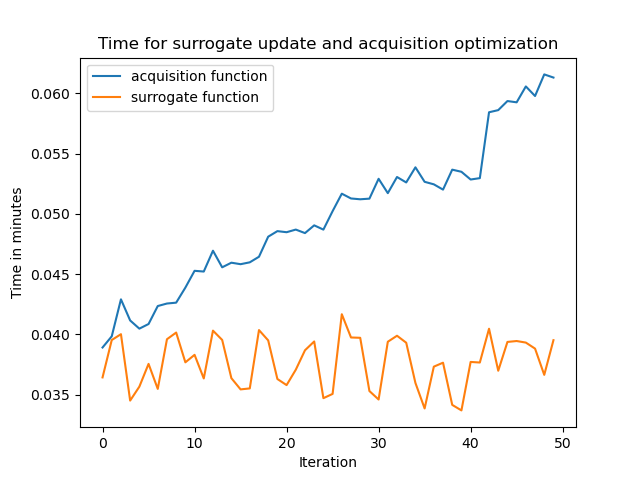 Time for surrogate update and acquisition optimization
acquisition function
surrogate function
0.060
0.055
0.050
0.045
0.040
0.035
Time in minutes
0 10 20 30 40 50
Iteration